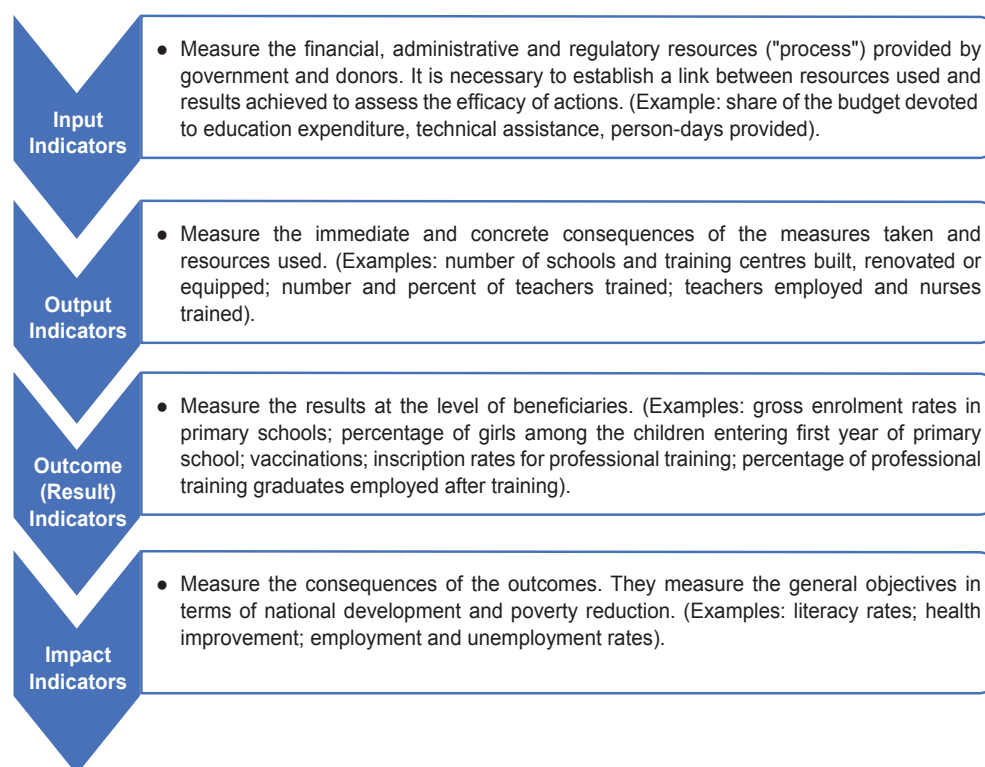 Input
Indicators
● Measure the financial, administrative and regulatory resources ("process") provided by
government and donors. It is necessary to establish a link between resources used and
results achieved to assess the efficacy of actions. (Example: share of the budget devoted
to education expenditure, technical assistance, person-days provided).
Output
Indicators
● Measure the immediate and concrete consequences of the measures taken and
resources used. (Examples: number of schools and training centres built, renovated or
equipped; number and percent of teachers trained; teachers employed and nurses
trained).
Outcome
(Result)
Indicators
● Measure the results at the level of beneficiaries. (Examples: gross enrolment rates in
primary schools; percentage of girls among the children entering first year of primary
school; vaccinations; inscription rates for professional training; percentage of professional
training graduates employed after training).
Impact
Indicators
● Measure the consequences of the outcomes. They measure the general objectives in
terms of national development and poverty reduction. (Examples: literacy rates; health
improvement; employment and unemployment rates).